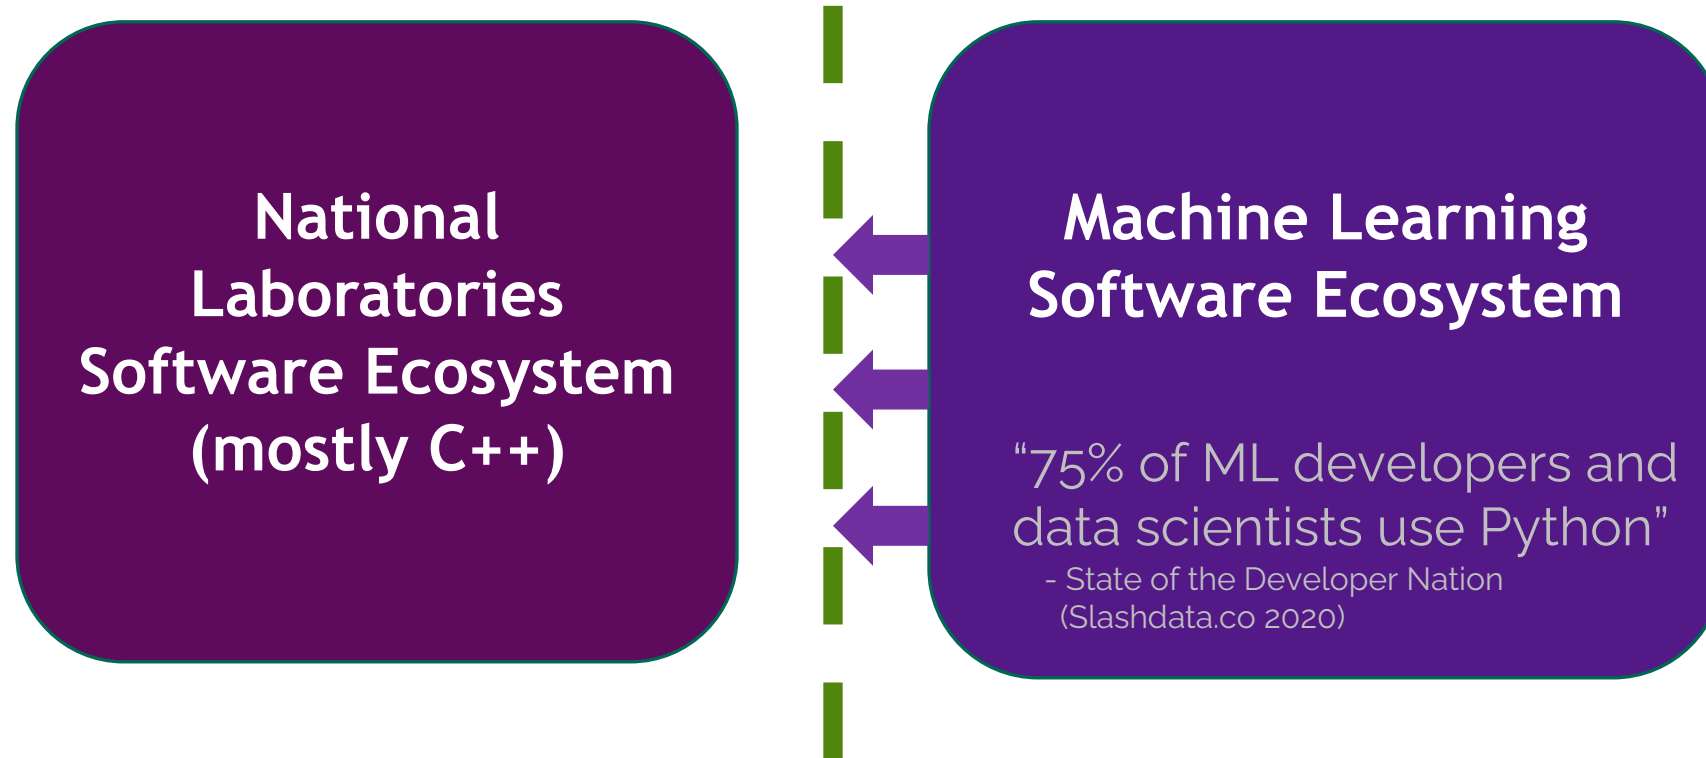 National
Laboratories
Software Ecosystem
(mostly C++)
Machine Learning
Software Ecosystem
“75% of ML developers and
data scientists use Python”
- State of the Developer Nation
(Slashdata.co 2020)